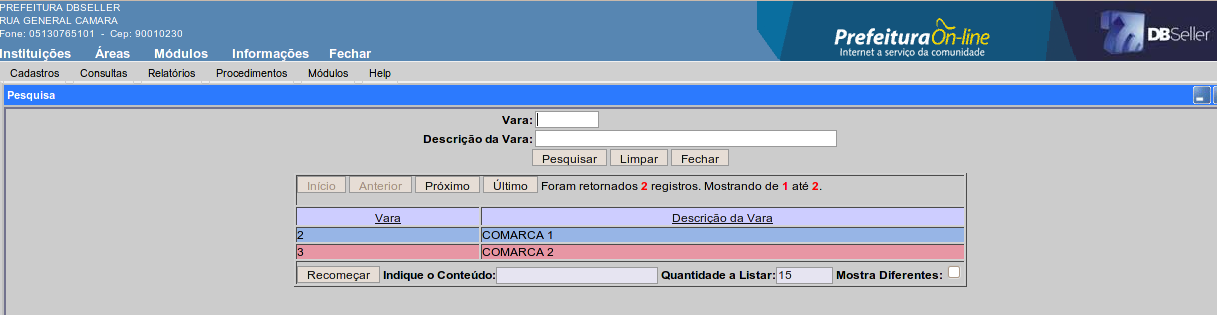 PREFEITURA DBSELLER
RUA GENERAL CAMARA
Fone: 05130765101 - Cep: 90010230
Prefeitura On-line
Internet a serviço da comunidade
DBSeller
Instituições Áreas Módulos Informações Fechar
Cadastros Consultas Relatórios Procedimentos Módulos Help
Pesquisa
Vara:
Descrição da Vara:
Pesquisar Limpar Fechar
Início Anterior Próximo Último Foram retornados 2 registros. Mostrando de 1 até 2.
Vara Descrição da Vara
2 COMARCA 1
3 COMARCA 2
Recomeçar Indique o Conteúdo: Quantidade a Listar: 15 Mostra Diferentes: